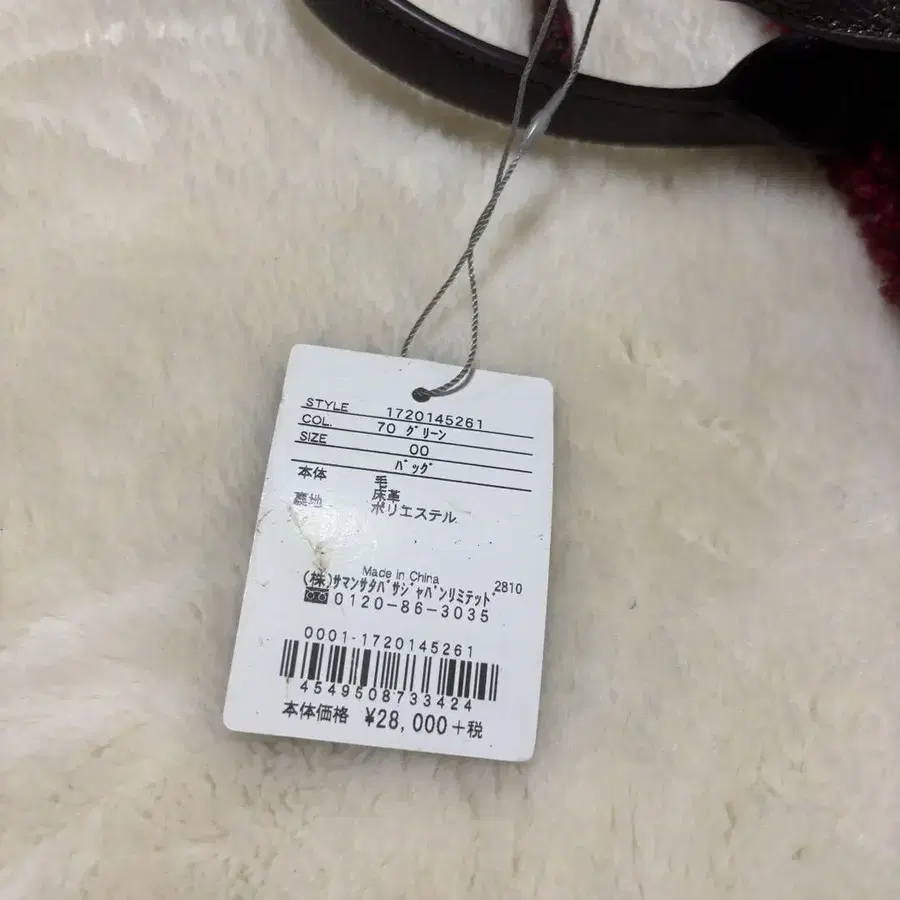 STYLE 1720145261
COL. 70 グリーン
SIZE 00
バッグ
本体 毛
床革
裏地 ポリエステル
Made in China
2810
(株)サマンサタバサジャパンリミテッド
0120-86-3035
0001-1720145261
4549508733424
本体価格 ¥28,000+税